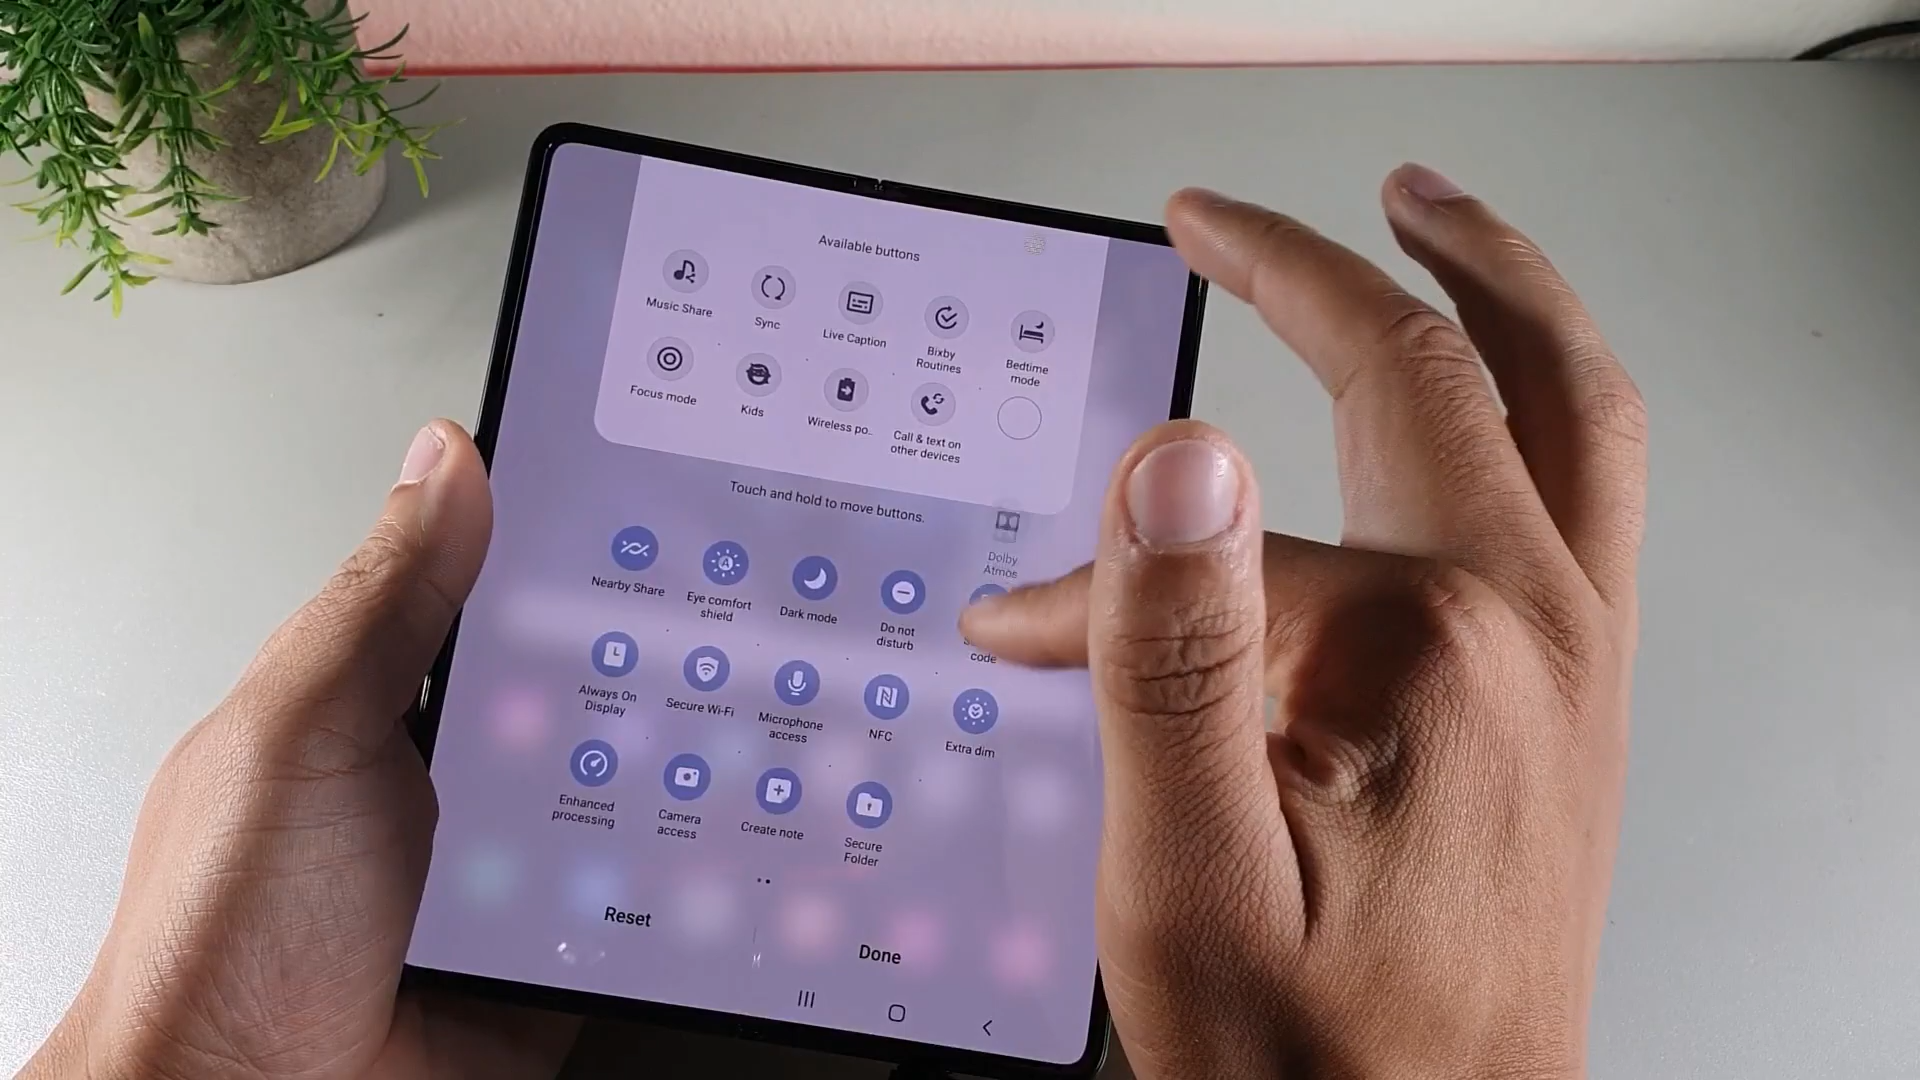 Available buttons
Music Share
Sync
Live Caption
Bixby
Routines
Bedtime
mode
Focus mode
Kids
Wireless po..
Call & text on
other devices
Touch and hold to move buttons.
Dolby
Atmos
Nearby Share
Eye comfort
shield
Dark mode
Do not
disturb
code
Always On
Display
Secure Wi-Fi
Microphone
access
NFC
Extra dim
Enhanced
processing
Camera
access
Create note
Secure
Folder
Reset
Done